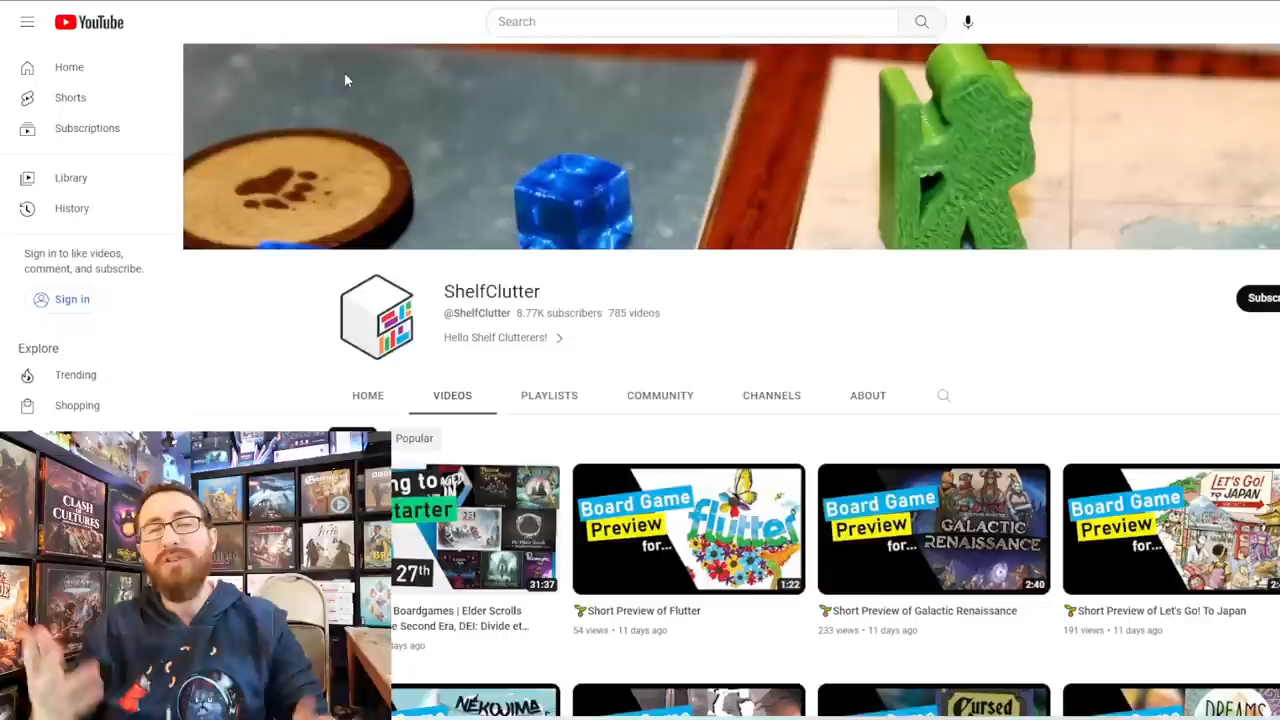 YouTube
Search
Home
Shorts
Subscriptions
Library
History
Sign in to like videos,
comment, and subscribe.
Sign in
Explore
Trending
Shopping
ShelfClutter
@ShelfClutter 8.77K subscribers 785 videos
Hello Shelf Clutterers!
HOME VIDEOS PLAYLISTS COMMUNITY CHANNELS ABOUT
Popular
CLASH
OF
CULTURES
27th
31:37
Boardgames | Elder Scrolls
e Second Era, DEI: Divide et...
ays ago
Board Game
Preview
for...
flutter
1:22
Short Preview of Flutter
54 views • 11 days ago
Board Game
Preview
for...
GALACTIC
RENAISSANCE
2:40
Short Preview of Galactic Renaissance
233 views • 11 days ago
Board Game
Preview
for...
LET'S GO!
TO JAPAN
Short Preview of Let's Go! To Japan
191 views • 11 days ago
NEKOJIMA
Cursed
DREAMS